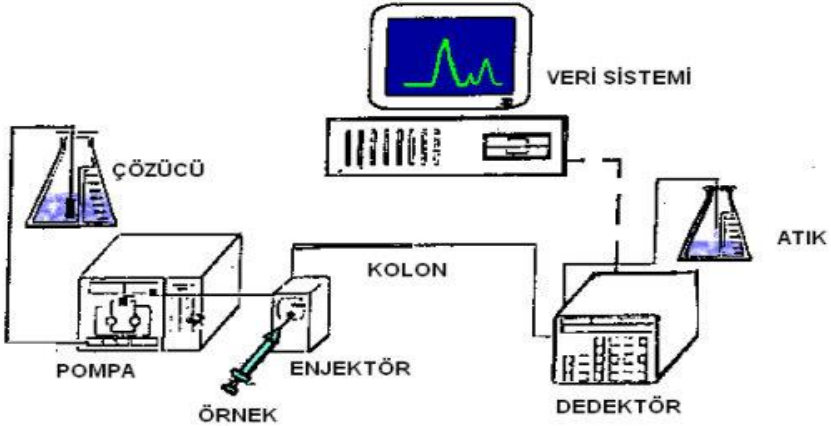 VERİ SİSTEMİ
ÇÖZÜCÜ
ATIK
KOLON
POMPA
ENJEKTÖR
ÖRNEK
DEDEKTÖR